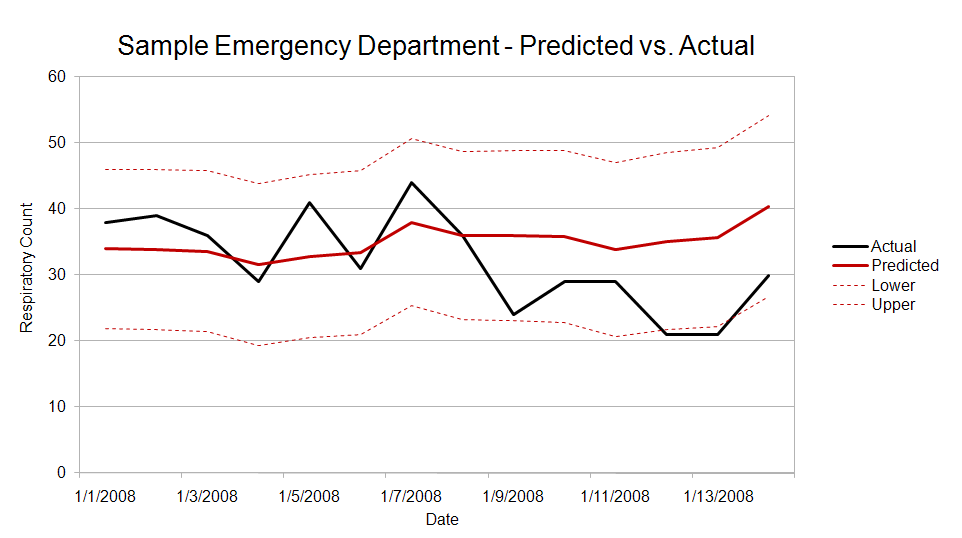 Sample Emergency Department - Predicted vs. Actual
60
50
40
30
20
10
0
Respiratory Count
1/1/2008 1/3/2008 1/5/2008 1/7/2008 1/9/2008 1/11/2008 1/13/2008
Date
Actual
Predicted
Lower
Upper